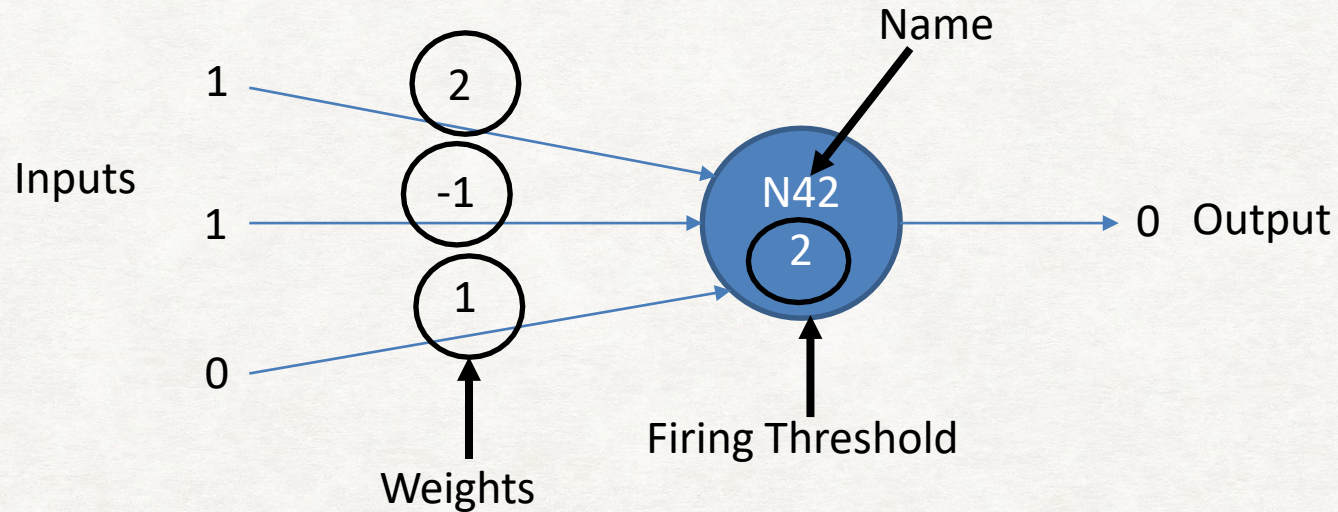 Name
1
2
Inputs
-1
N42
1
2
0
Output
1
0
Firing Threshold
Weights